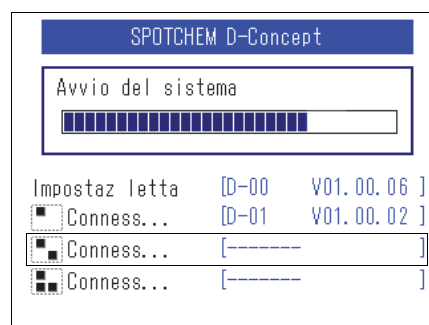 SPOTCHEM D-Concept
Avvio del sistema
Impostaz letta [D-00 V01.00.06 ]
Conness... [D-01 V01.00.02 ]
Conness... [------- ]
Conness... [------- ]